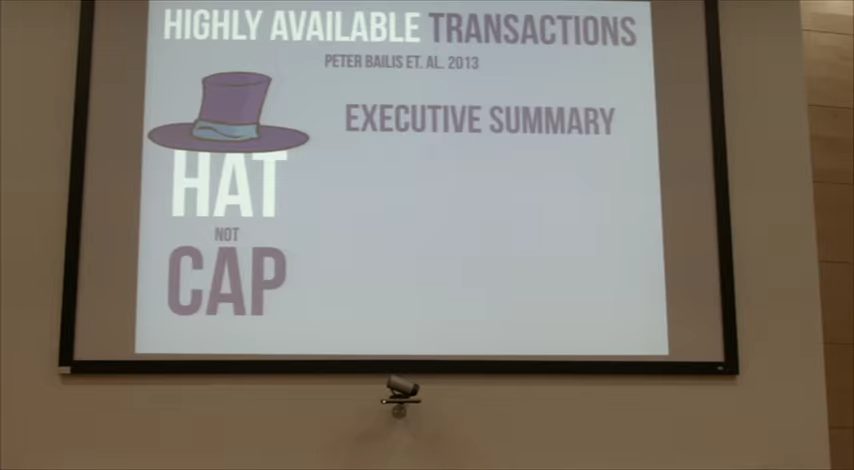 HIGHLY AVAILABLE TRANSACTIONS
PETER BAILIS ET. AL. 2013
EXECUTIVE SUMMARY
HAT
NOT
CAP